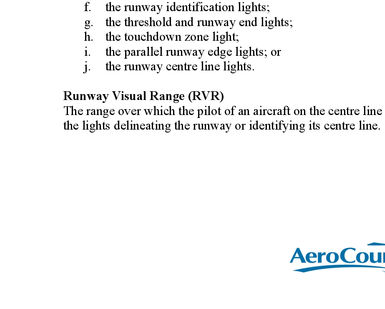 f. the runway identification lights;
g. the threshold and runway end lights;
h. the touchdown zone light;
i. the parallel runway edge lights; or
j. the runway centre line lights.
Runway Visual Range (RVR)
The range over which the pilot of an aircraft on the centre line
the lights delineating the runway or identifying its centre line.
AeroCour